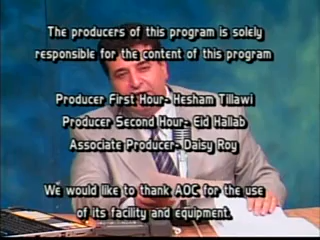 The producers of this program is solely
responsible for the content of this program
Producer First Hour- Hesham Tillawi
Producer Second Hour- Eid Hallab
Associate Producer- Daisy Roy
We would like to thank AOC for the use
of its facility and equipment.